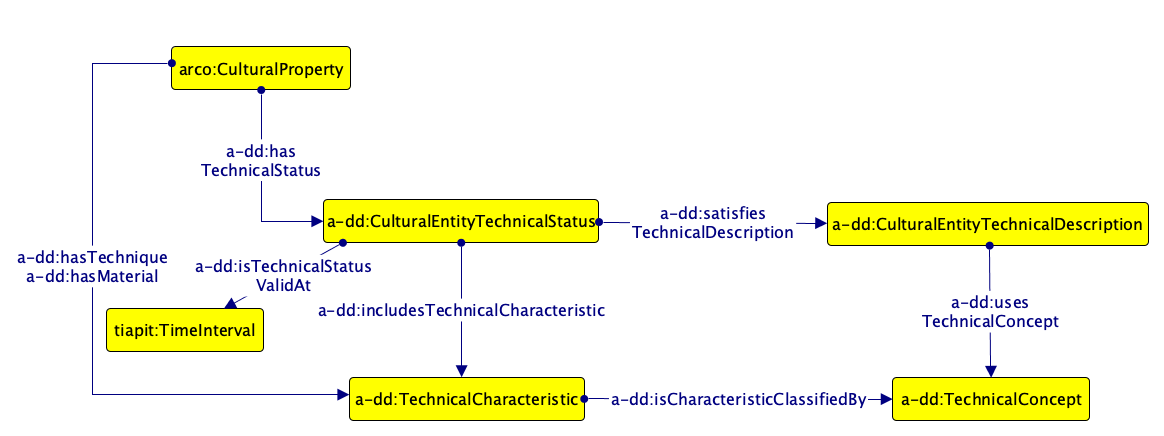 arco:CulturalProperty
a-dd:has
TechnicalStatus
a-dd:CulturalEntityTechnicalStatus
a-dd:satisfies
TechnicalDescription
a-dd:CulturalEntityTechnicalDescription
a-dd:hasTechnique
a-dd:hasMaterial
a-dd:isTechnicalStatus
ValidAt
a-dd:includesTechnicalCharacteristic
a-dd:uses
TechnicalConcept
tiapit:TimeInterval
a-dd:TechnicalCharacteristic
a-dd:isCharacteristicClassifiedBy
a-dd:TechnicalConcept